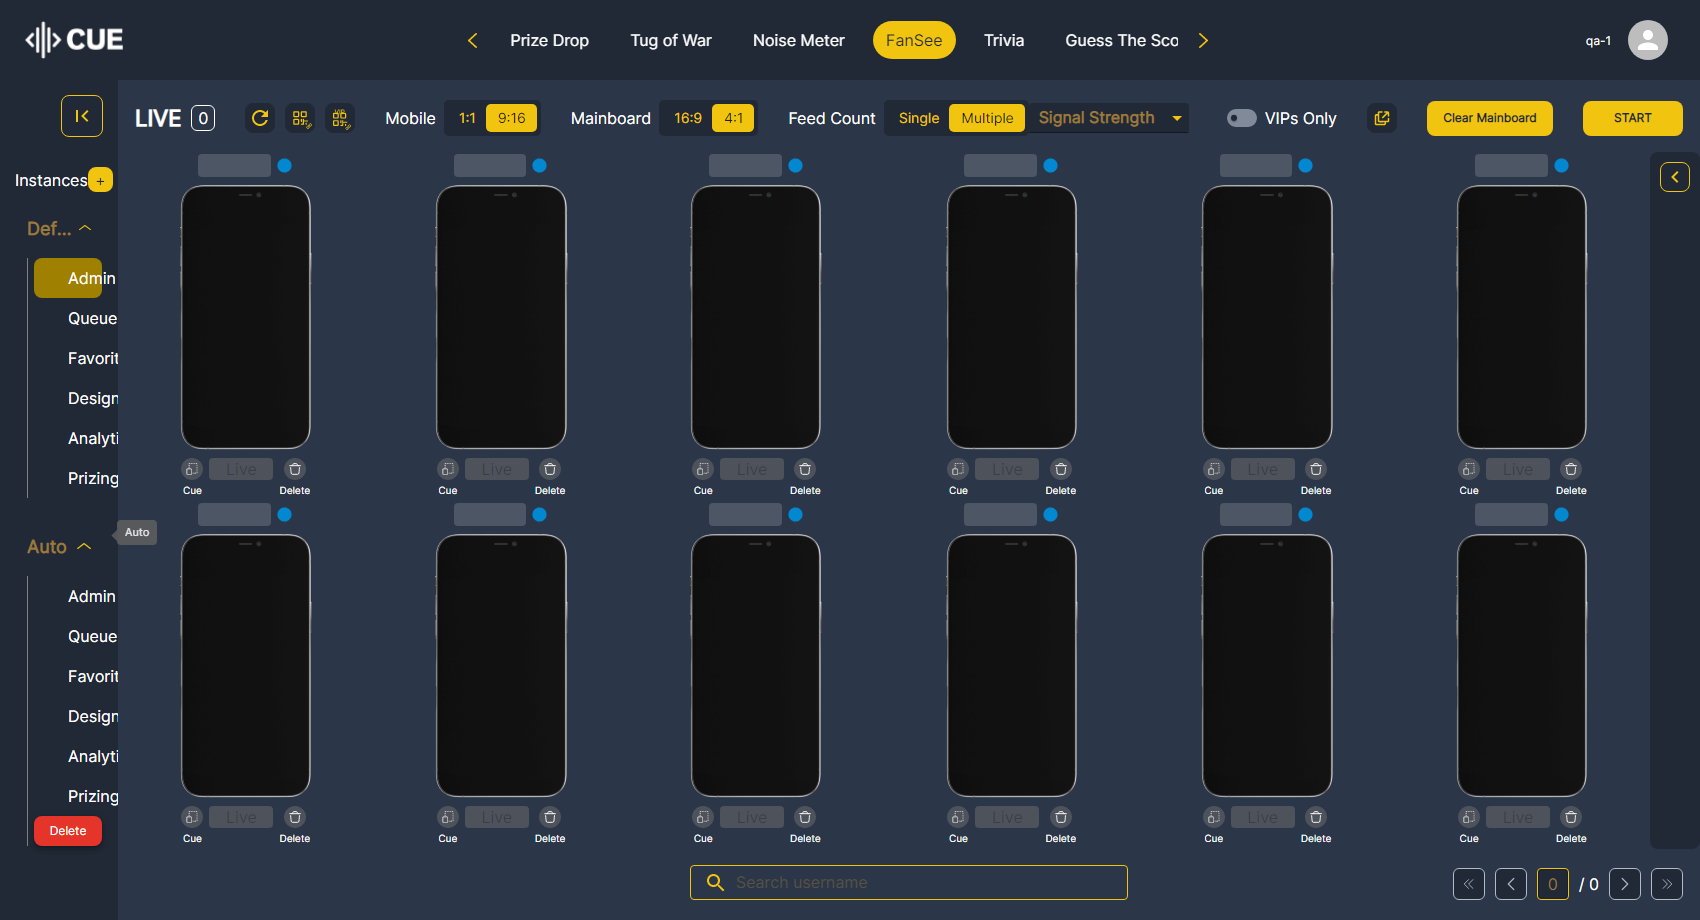 CUE
Prize Drop
Tug of War
Noise Meter
FanSee
Trivia
Guess The Sco
qa-1
LIVE 0
Mobile 1:1 9:16
Mainboard 16:9 4:1
Feed Count Single Multiple
Signal Strength
VIPs Only
Clear Mainboard
START
Instances +
Def...
Admin
Queue
Favorit
Design
Analyti
Prizing
Auto
Auto
Admin
Queue
Favorit
Design
Analyti
Prizing
Delete
Live Live Live Live Live Live
Cue Delete Cue Delete Cue Delete Cue Delete Cue Delete Cue Delete
Live Live Live Live Live Live
Cue Delete Cue Delete Cue Delete Cue Delete Cue Delete Cue Delete
Search username
0 / 0